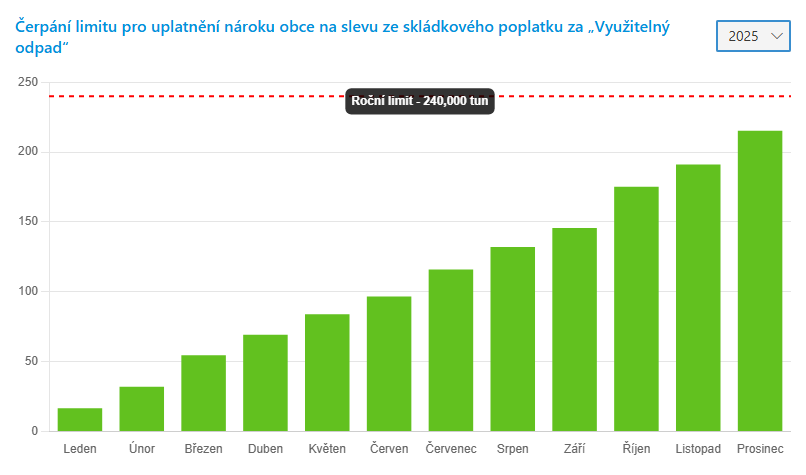 Čerpání limitu pro uplatnění nároku obce na slevu ze skládkového poplatku za „Využitelný
odpad“
2025
250
Roční limit - 240,000 tun
200
150
100
50
0
Leden Únor Březen Duben Květen Červen Červenec Srpen Září Říjen Listopad Prosinec